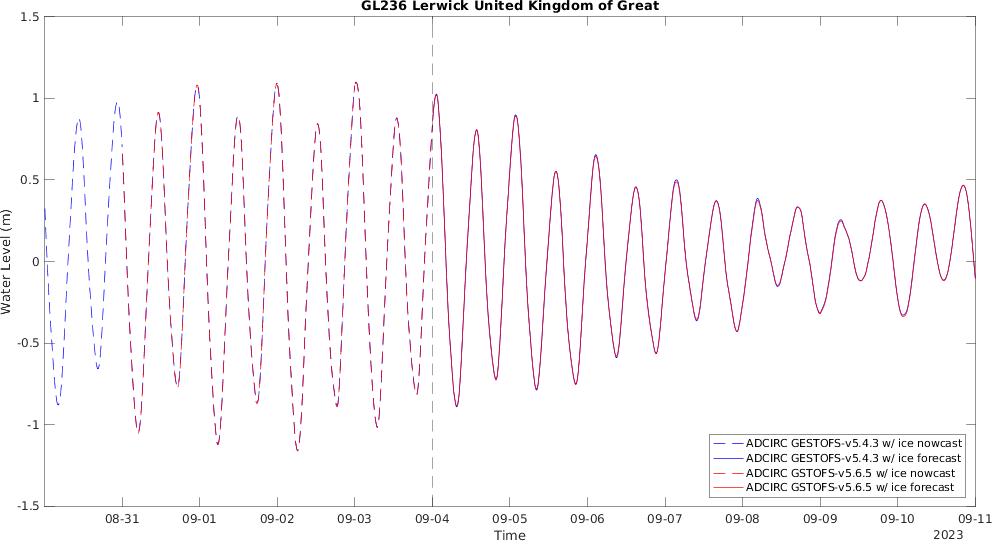 GL236 Lerwick United Kingdom of Great
1.5
1
0.5
0
-0.5
-1
-1.5
Water Level (m)
ADCIRC GESTOFS-v5.4.3 w/ ice nowcast
ADCIRC GESTOFS-v5.4.3 w/ ice forecast
ADCIRC GSTOFS-v5.6.5 w/ ice nowcast
ADCIRC GSTOFS-v5.6.5 w/ ice forecast
08-31 09-01 09-02 09-03 09-04 09-05 09-06 09-07 09-08 09-09 09-10 09-11
Time
2023